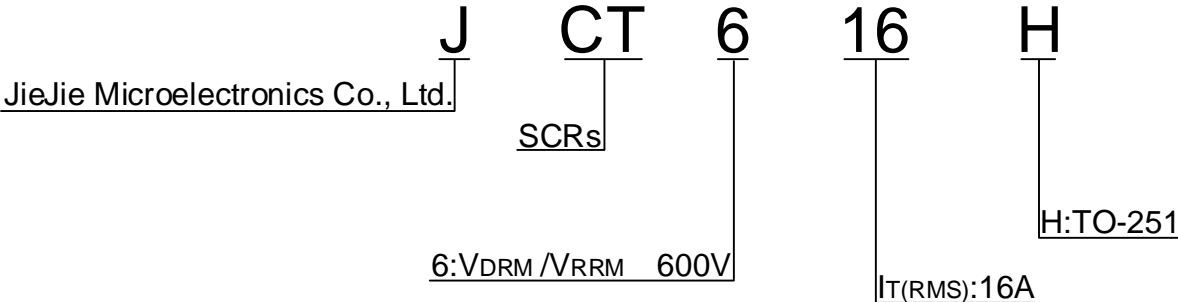 J CT 6 16 H
JieJie Microelectronics Co., Ltd.
SCRs
H:TO-251
6:VDRM /VRRM 600V
IT(RMS):16A